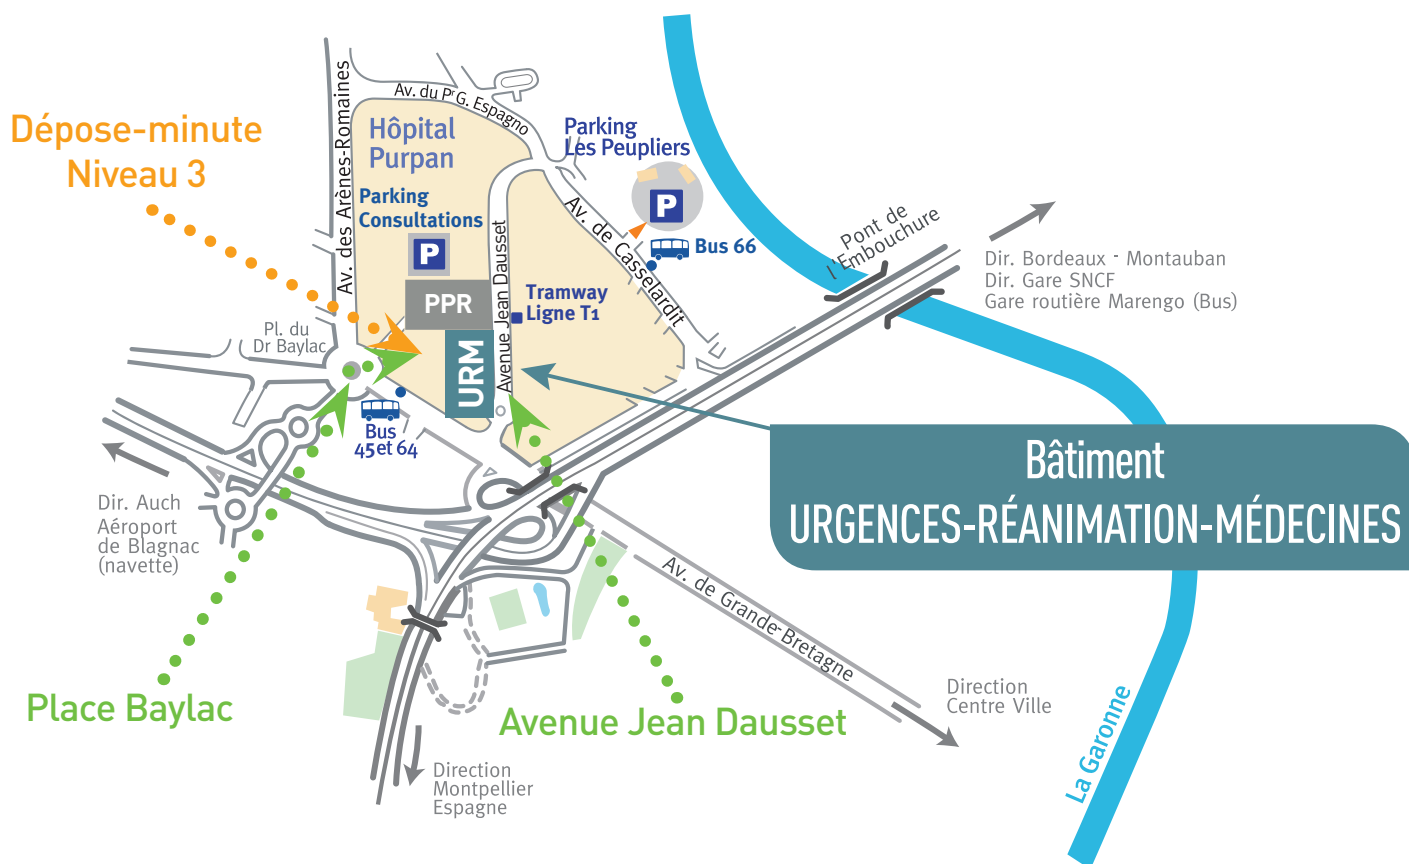 Av. des Arènes-Romaines
Av. du Pr G. Espagno
Dépose-minute
Niveau 3
Hôpital
Purpan
Parking
Les Peupliers
P
Parking
Consultations
P
Av. de Casselardit
Bus 66
Pont de
l'Embouchure
Dir. Bordeaux - Montauban
Dir. Gare SNCF
Gare routière Marengo (Bus)
PPR
Avenue Jean Dausset
Tramway
Ligne T1
Pl. du
Dr Baylac
URM
Bus
45 et 64
Bâtiment
URGENCES-RÉANIMATION-MÉDECINES
Dir. Auch
Aéroport
de Blagnac
(navette)
Av. de Grande-Bretagne
Place Baylac
Avenue Jean Dausset
Direction
Centre Ville
La Garonne
Direction
Montpellier
Espagne